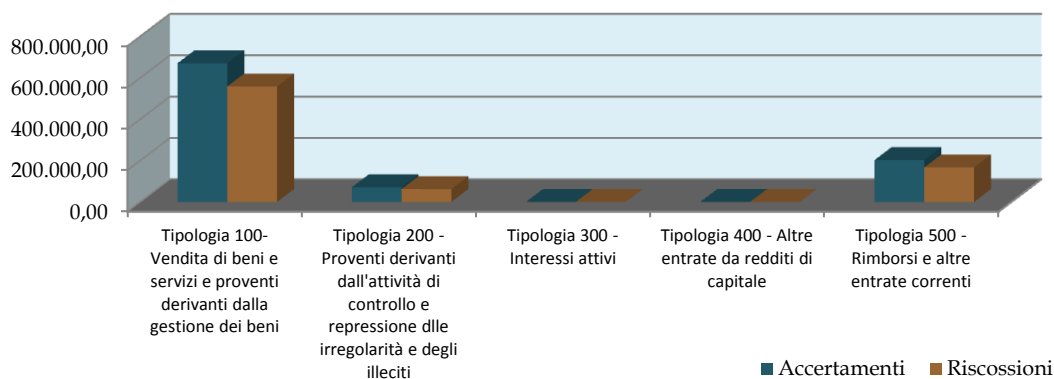 800.000,00
600.000,00
400.000,00
200.000,00
0,00
Tipologia 100-
Vendita di beni e
servizi e proventi
derivanti dalla
gestione dei beni
Tipologia 200 -
Proventi derivanti
dall'attività di
controllo e
repressione dlle
irregolarità e degli
illeciti
Tipologia 300 -
Interessi attivi
Tipologia 400 - Altre
entrate da redditi di
capitale
Tipologia 500 -
Rimborsi e altre
entrate correnti
Accertamenti
Riscossioni